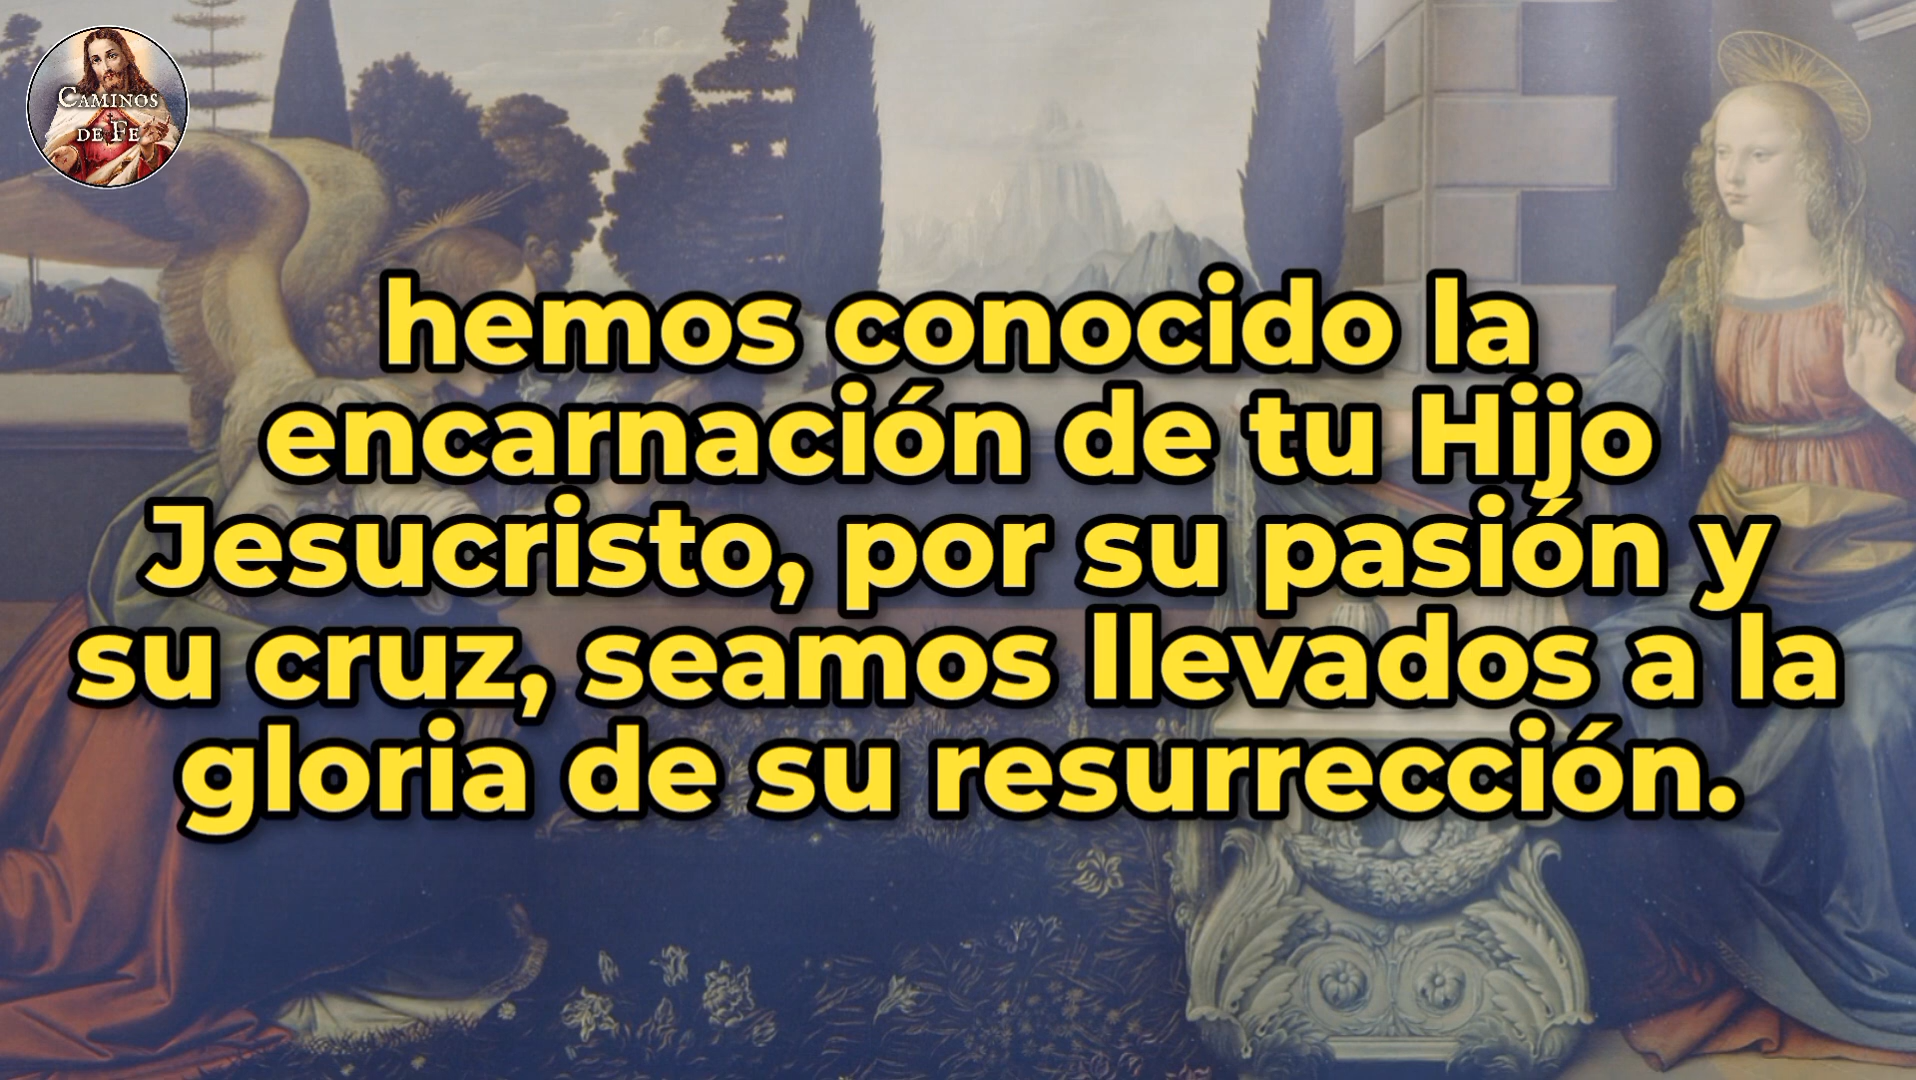 CAMINOS
DE FE
hemos conocido la
encarnación de tu Hijo
Jesucristo, por su pasión y
su cruz, seamos llevados a la
gloria de su resurrección.